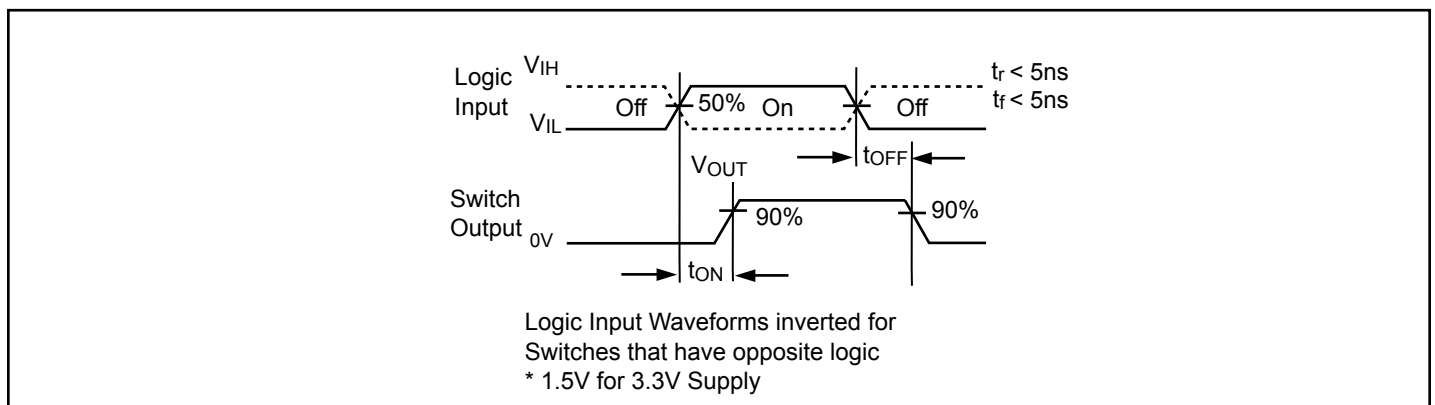 Logic Input
VIH
VIL
Off
50%
On
Off
tr < 5ns
tf < 5ns
tOFF
VOUT
Switch Output
0V
90%
90%
tON
Logic Input Waveforms inverted for
Switches that have opposite logic
* 1.5V for 3.3V Supply